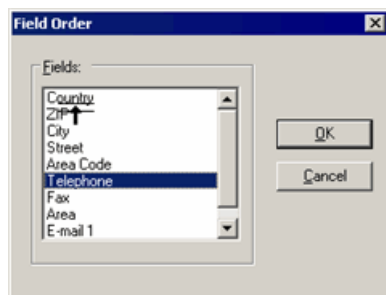 Field Order
Fields:
Country
ZIP
City
Street
Area Code
Telephone
Fax
Area
E-mail 1
OK
Cancel